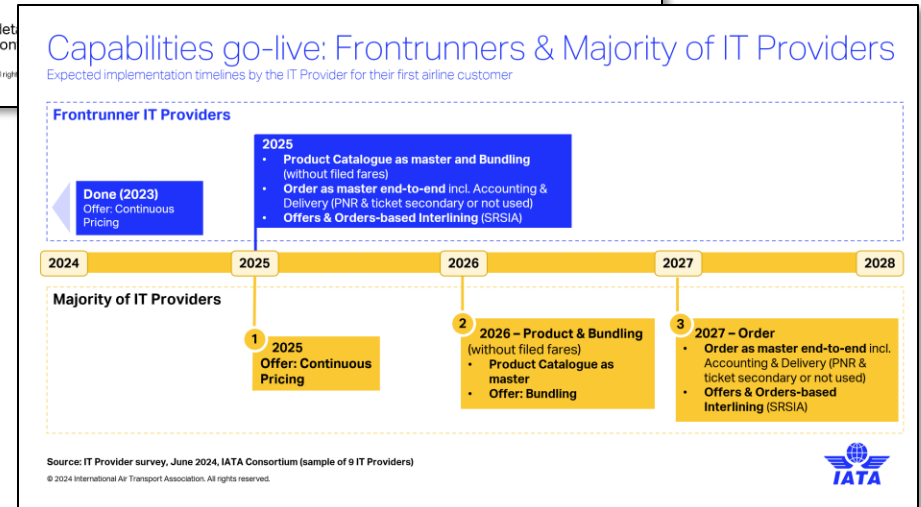 Capabilities go-live: Frontrunners & Majority of IT Providers
Expected implementation timelines by the IT Provider for their first airline customer
Frontrunner IT Providers
Done (2023)
Offer: Continuous
Pricing
2025
• Product Catalogue as master and Bundling
(without filed fares)
• Order as master end-to-end incl. Accounting &
Delivery (PNR & ticket secondary or not used)
• Offers & Orders-based Interlining (SRSIA)
2024
2025
2026
2027
2028
Majority of IT Providers
1
2025
Offer: Continuous
Pricing
2
2026 – Product & Bundling
(without filed fares)
• Product Catalogue as
master
• Offer: Bundling
3
2027 – Order
• Order as master end-to-end incl.
Accounting & Delivery (PNR &
ticket secondary or not used)
• Offers & Orders-based
Interlining (SRSIA)
Source: IT Provider survey, June 2024, IATA Consortium (sample of 9 IT Providers)
© 2024 International Air Transport Association. All rights reserved.
IATA